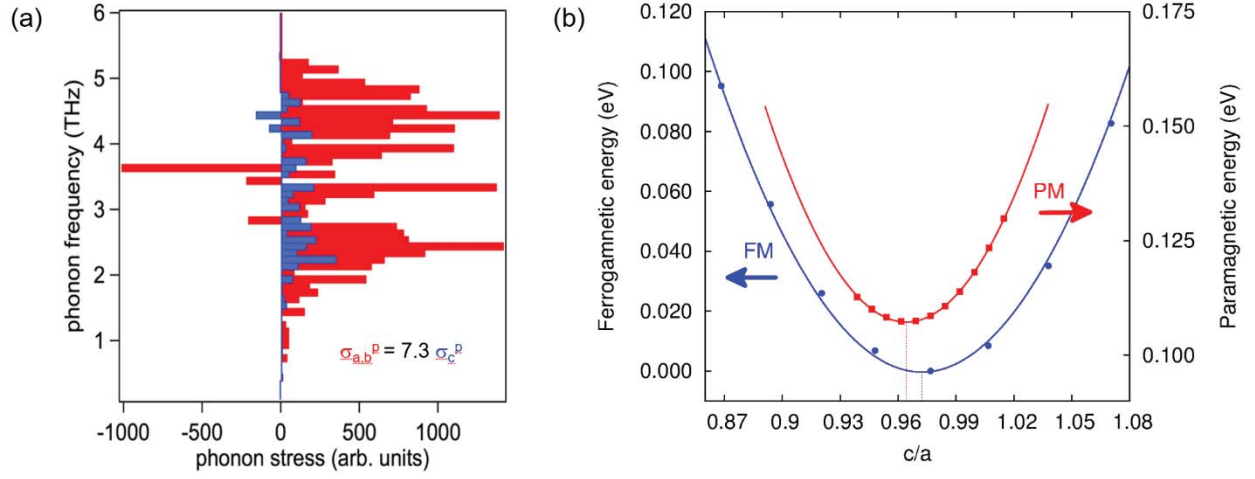 (a)
phonon frequency (THz)
6
5
4
3
2
1
-1000
0
500
1000
phonon stress (arb. units)
σa,bᵖ = 7.3 σcᵖ
(b)
Ferrogamnetic energy (eV)
0.120
0.100
0.080
0.060
0.040
0.020
0.000
FM
PM
0.175
0.150
0.125
0.100
Paramagnetic energy (eV)
0.87
0.9
0.93
0.96
0.99
1.02
1.05
1.08
c/a